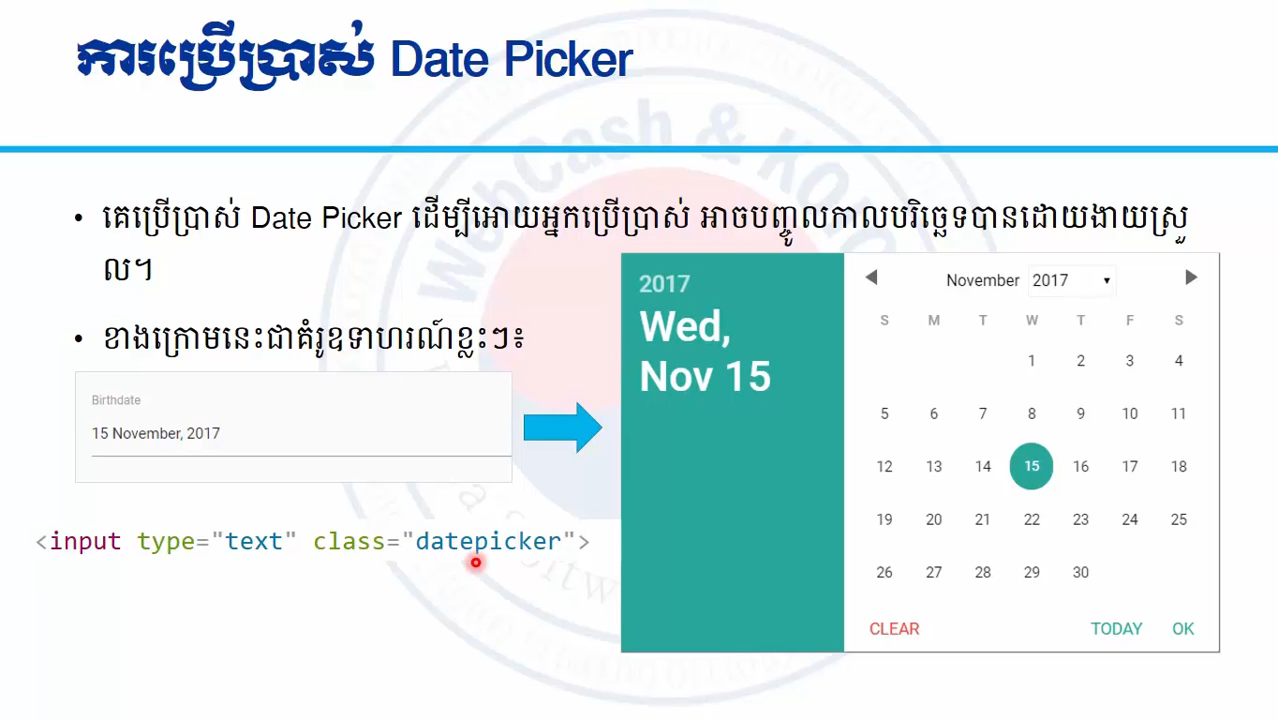 ការប្រើប្រាស់ Date Picker
• គេប្រើប្រាស់ Date Picker ដើម្បីអោយអ្នកប្រើប្រាស់ អាចបញ្ចូលកាលបរិច្ឆេទបានដោយងាយស្រួ
ល។
• ខាងក្រោមនេះជាគំរូឧទាហរណ៍ខ្លះៗ៖
Birthdate
15 November, 2017
<input type="text" class="datepicker">
2017
Wed,
Nov 15
November 2017
S M T W T F S
1 2 3 4
5 6 7 8 9 10 11
12 13 14 15 16 17 18
19 20 21 22 23 24 25
26 27 28 29 30
CLEAR TODAY OK
WebCash &